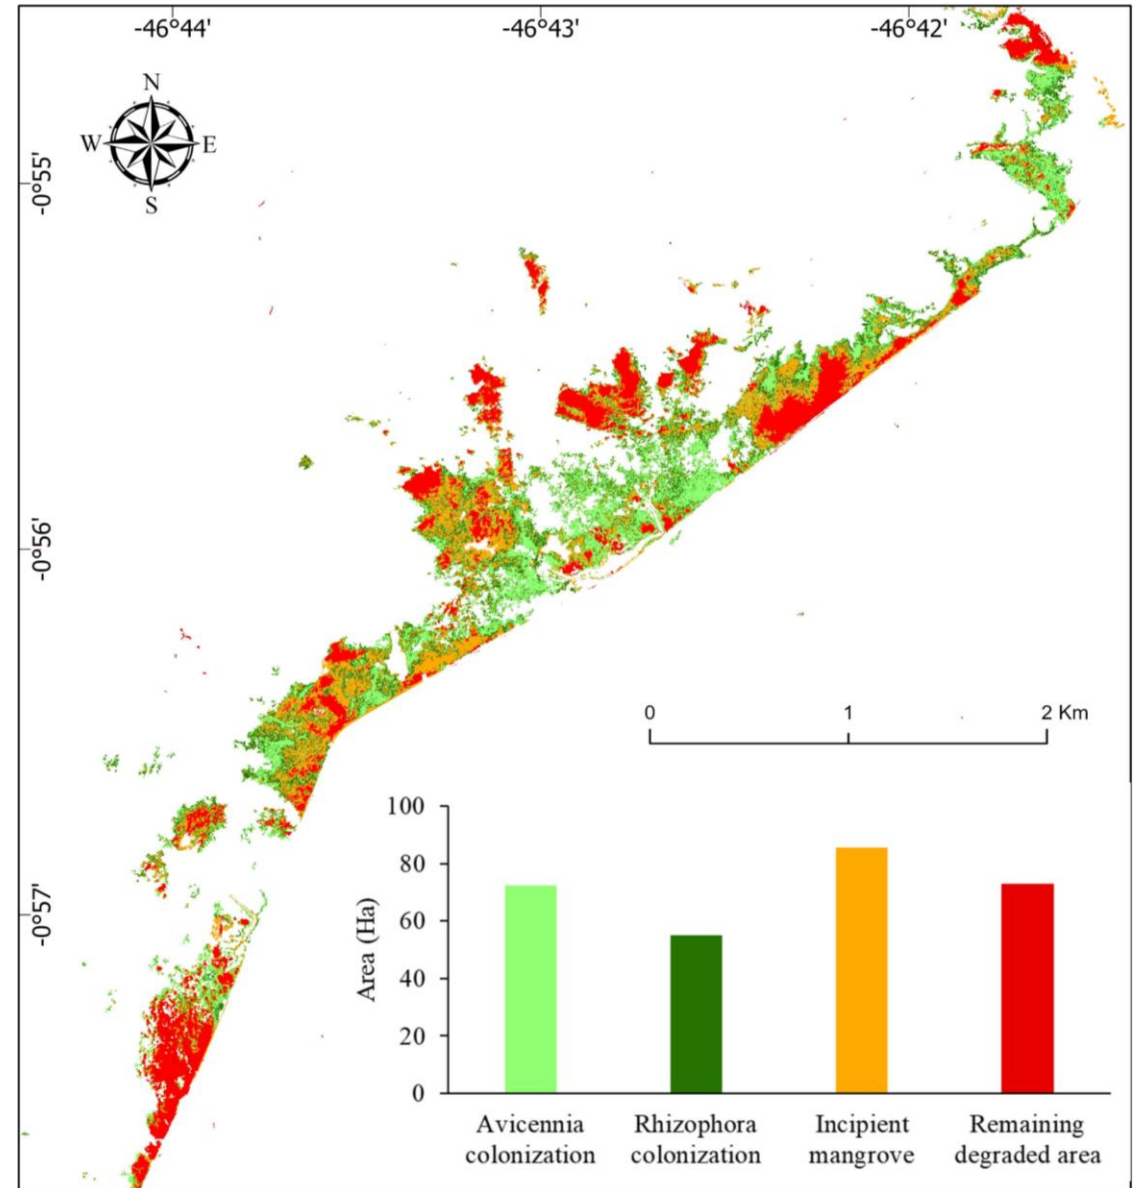 -46°44' -46°43' -46°42'
N
W E
S
-0°55'
-0°56'
-0°57'
0 1 2 Km
100
80
60
40
20
0
Area (Ha)
Avicennia colonization
Rhizophora colonization
Incipient mangrove
Remaining degraded area